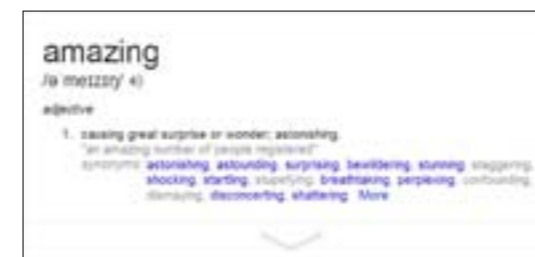 amazing
/əˈmeɪzɪŋ/
adjective
1. causing great surprise or wonder; astonishing.
"an amazing number of people registered"
synonyms: astonishing, astounding, surprising, bewildering, stunning, staggering,
shocking, startling, stupefying, breathtaking, perplexing, confounding,
dismaying, disconcerting, shattering; More